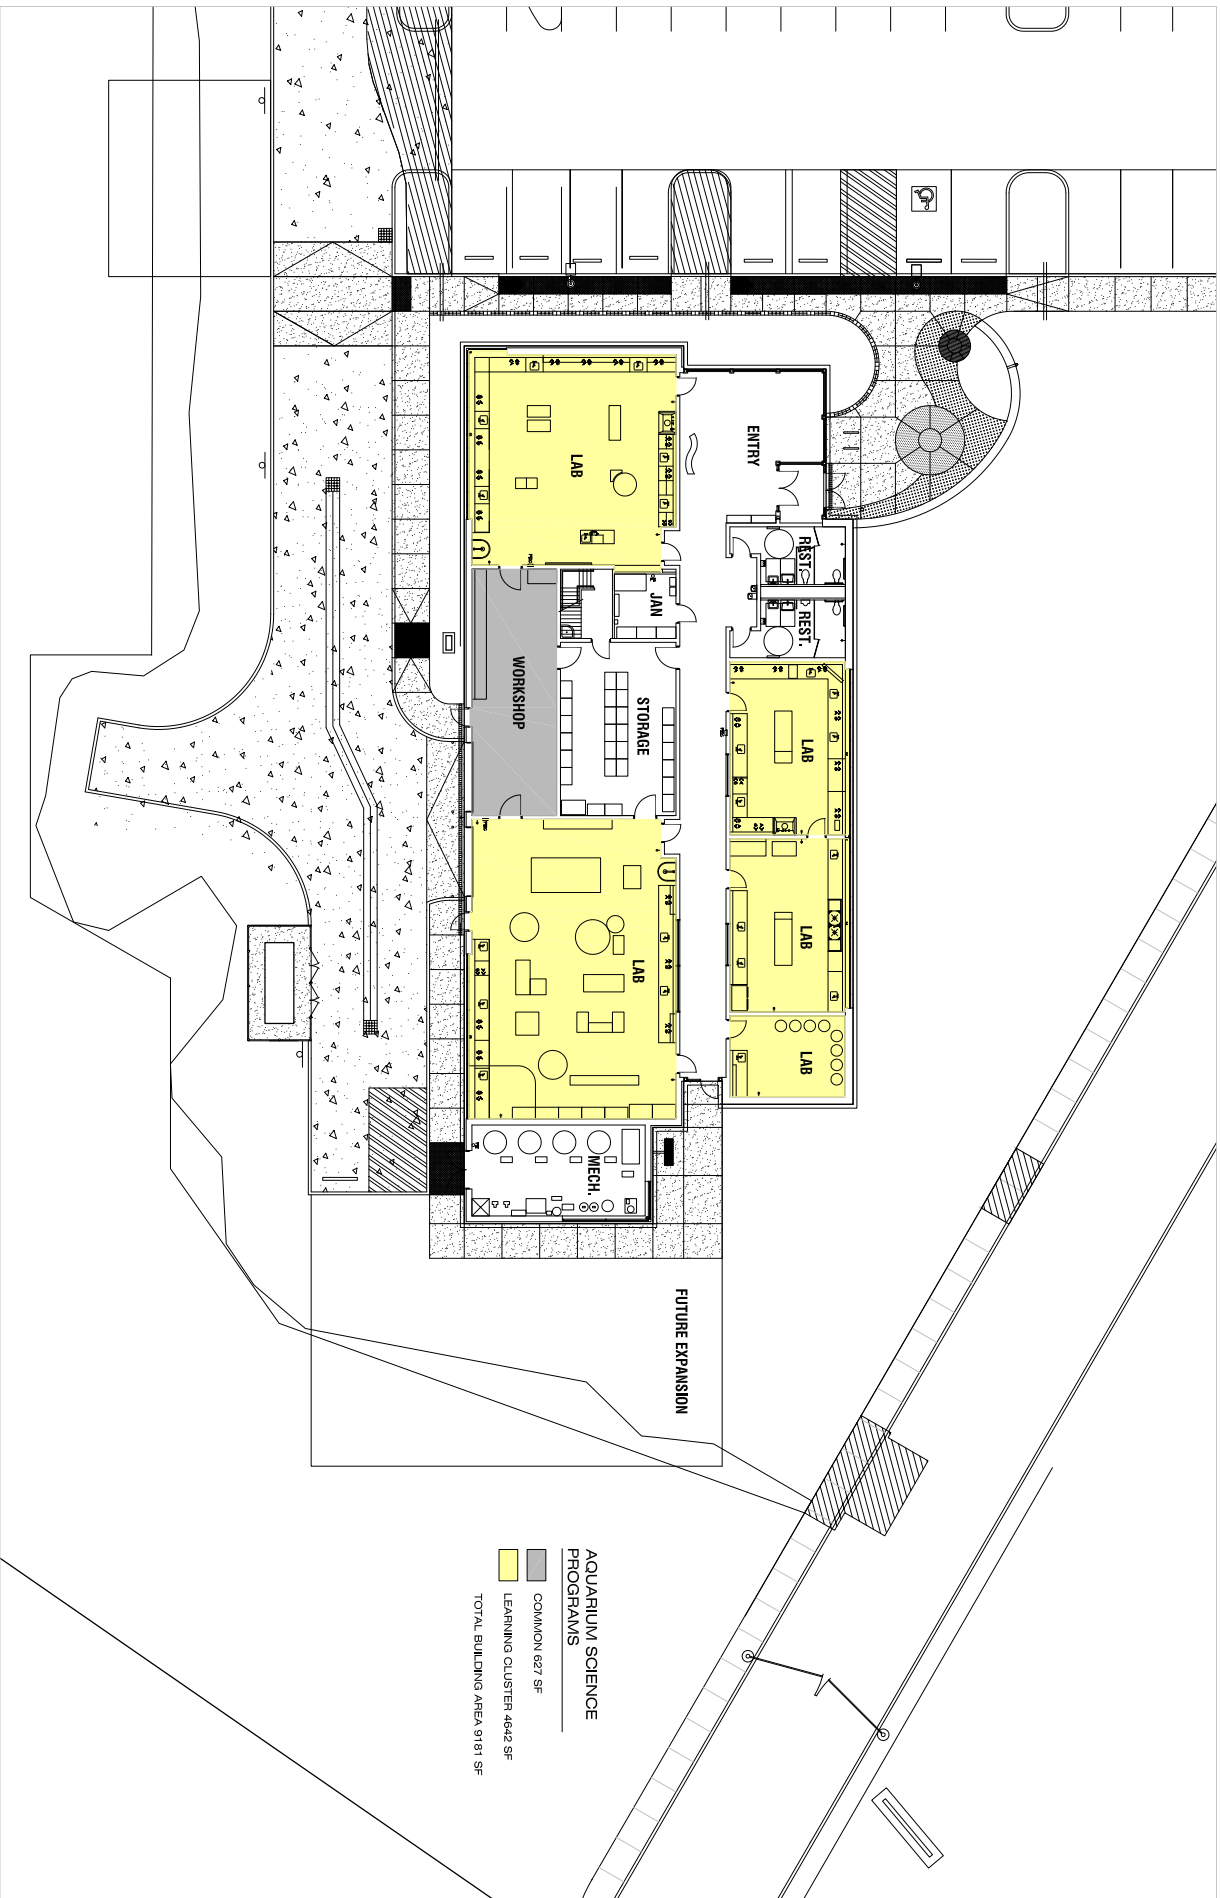 ENTRY
LAB
REST.
REST.
JAN
WORKSHOP
STORAGE
LAB
LAB
LAB
LAB
MECH.
FUTURE EXPANSION
AQUARIUM SCIENCE
PROGRAMS
COMMON 627 SF
LEARNING CLUSTER 4642 SF
TOTAL BUILDING AREA 9181 SF